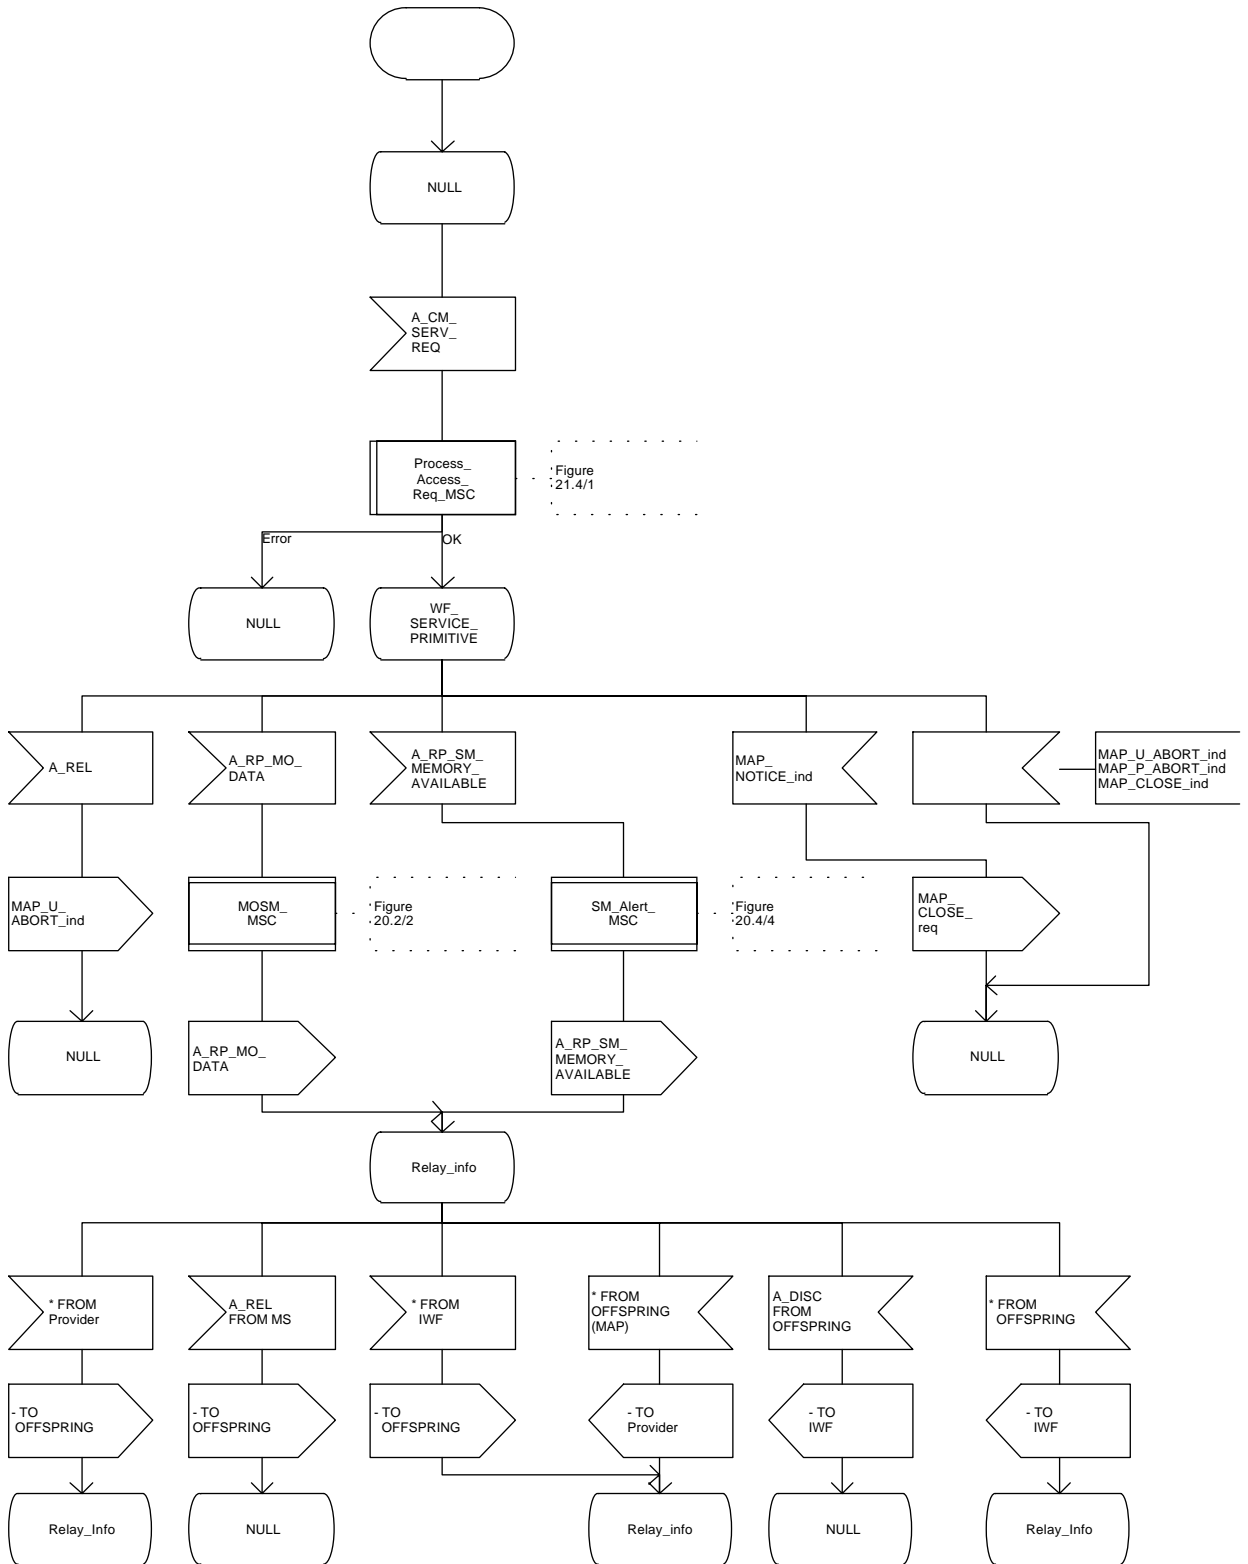 NULL
A_CM_
SERV_
REQ
Process_
Access_
Req_MSC
Figure
21.4/1
Error
OK
NULL
WF_
SERVICE_
PRIMITIVE
A_REL
A_RP_MO_
DATA
A_RP_SM_
MEMORY_
AVAILABLE
MAP_
NOTICE_ind
MAP_U_ABORT_ind
MAP_P_ABORT_ind
MAP_CLOSE_ind
MAP_U_
ABORT_ind
MOSM_
MSC
Figure
20.2/2
SM_Alert_
MSC
Figure
20.4/4
MAP_
CLOSE_
req
NULL
A_RP_MO_
DATA
A_RP_SM_
MEMORY_
AVAILABLE
NULL
Relay_info
* FROM
Provider
A_REL
FROM MS
* FROM
IWF
* FROM
OFFSPRING
(MAP)
A_DISC
FROM
OFFSPRING
* FROM
OFFSPRING
- TO
OFFSPRING
- TO
OFFSPRING
- TO
OFFSPRING
- TO
Provider
- TO
IWF
- TO
IWF
Relay_Info
NULL
Relay_info
NULL
Relay_Info